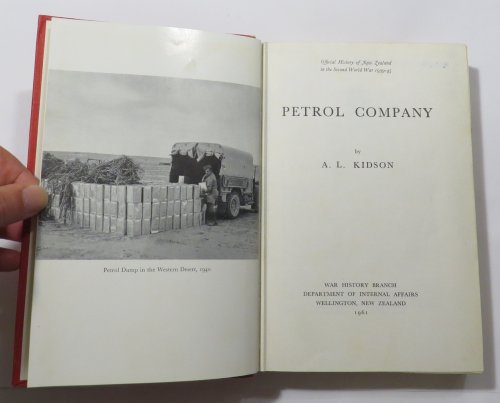 Petrol Dump in the Western Desert, 1940
Official History of New Zealand
in the Second World War 1939-45
PETROL COMPANY
by
A. L. KIDSON
WAR HISTORY BRANCH
DEPARTMENT OF INTERNAL AFFAIRS
WELLINGTON, NEW ZEALAND
1961